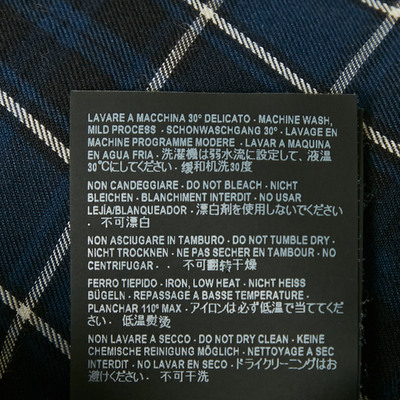 LAVARE A MACCHINA 30° DELICATO - MACHINE WASH,
MILD PROCESS - SCHONWASCHGANG 30° - LAVAGE EN
MACHINE PROGRAMME MODERE - LAVAR A MAQUINA
EN AGUA FRIA - 洗濯機は弱水流に設定して、液温
30℃にしてください - 缓和机洗30度
NON CANDEGGIARE - DO NOT BLEACH - NICHT
BLEICHEN - BLANCHIMENT INTERDIT - NO USAR
LEJÍA/BLANQUEADOR - 漂白剤を使用しないでください
. 不可漂白
NON ASCIUGARE IN TAMBURO - DO NOT TUMBLE DRY -
NICHT TROCKNEN - NE PAS SECHER EN TAMBOUR - NO
CENTRIFUGAR . . 不可翻转干燥
FERRO TIEPIDO - IRON, LOW HEAT - NICHT HEISS
BÜGELN - REPASSAGE A BASSE TEMPERATURE -
PLANCHAR 110° MAX - アイロンは必ず低温で当ててくだ
さい . 低温熨烫
NON LAVARE A SECCO - DO NOT DRY CLEAN - KEINE
CHEMISCHE REINIGUNG MÖGLICH - NETTOYAGE A SEC
INTERDIT - NO LAVAR EN SECO - ドライクリーニングはお
避けください . 不可干洗